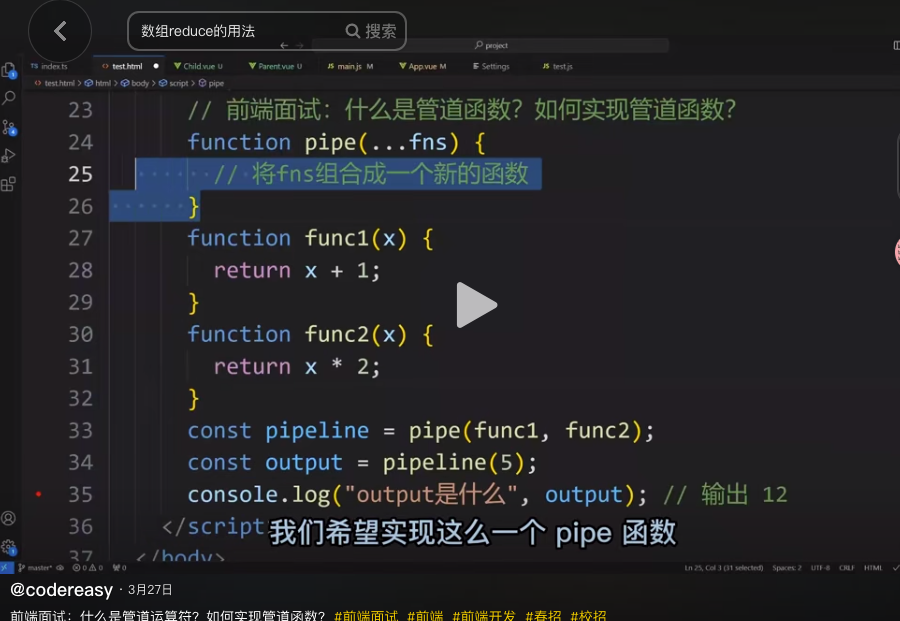 数组reduce的用法 搜索
project
TS index.ts <> test.html Child.vue U Parent.vue U JS main.js M App.vue M Settings JS test.js
<> test.html > html > body > script > pipe
23 // 前端面试：什么是管道函数？如何实现管道函数？
24 function pipe(...fns) {
25 // 将fns组合成一个新的函数
26 }
27 function func1(x) {
28 return x + 1;
29 }
30 function func2(x) {
31 return x * 2;
32 }
33 const pipeline = pipe(func1, func2);
34 const output = pipeline(5);
35 console.log("output是什么", output); // 输出 12
36 </script
我们希望实现这么一个 pipe 函数
37 </body>
master* 0 0 0 Ln 25, Col 3 (31 selected) Spaces: 2 UTF-8 CRLF HTML
@codereasy · 3月27日
前端面试：什么是管道运算符？如何实现管道函数？ #前端面试 #前端 #前端开发 #春招 #校招